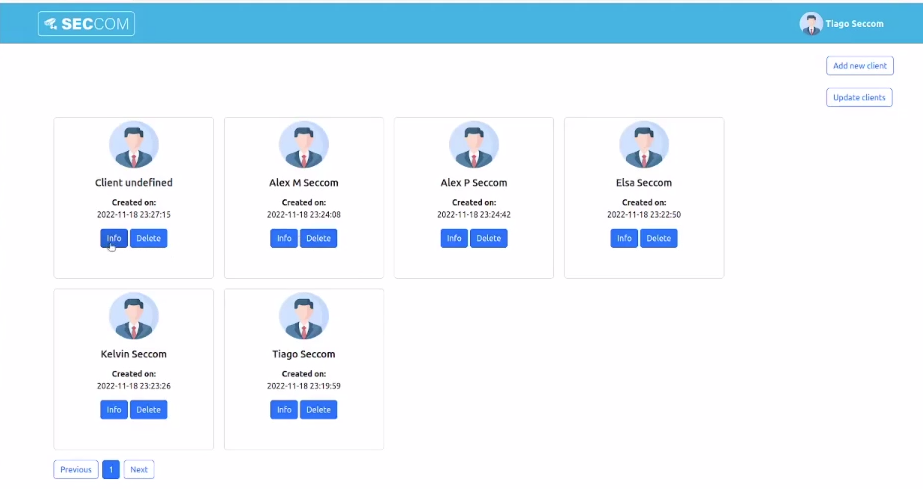 SECCOM
Tiago Seccom
Add new client
Update clients
Client undefined
Created on:
2022-11-18 23:27:15
Info Delete
Alex M Seccom
Created on:
2022-11-18 23:24:08
Info Delete
Alex P Seccom
Created on:
2022-11-18 23:24:42
Info Delete
Elsa Seccom
Created on:
2022-11-18 23:22:50
Info Delete
Kelvin Seccom
Created on:
2022-11-18 23:23:26
Info Delete
Tiago Seccom
Created on:
2022-11-18 23:19:59
Info Delete
Previous 1 Next